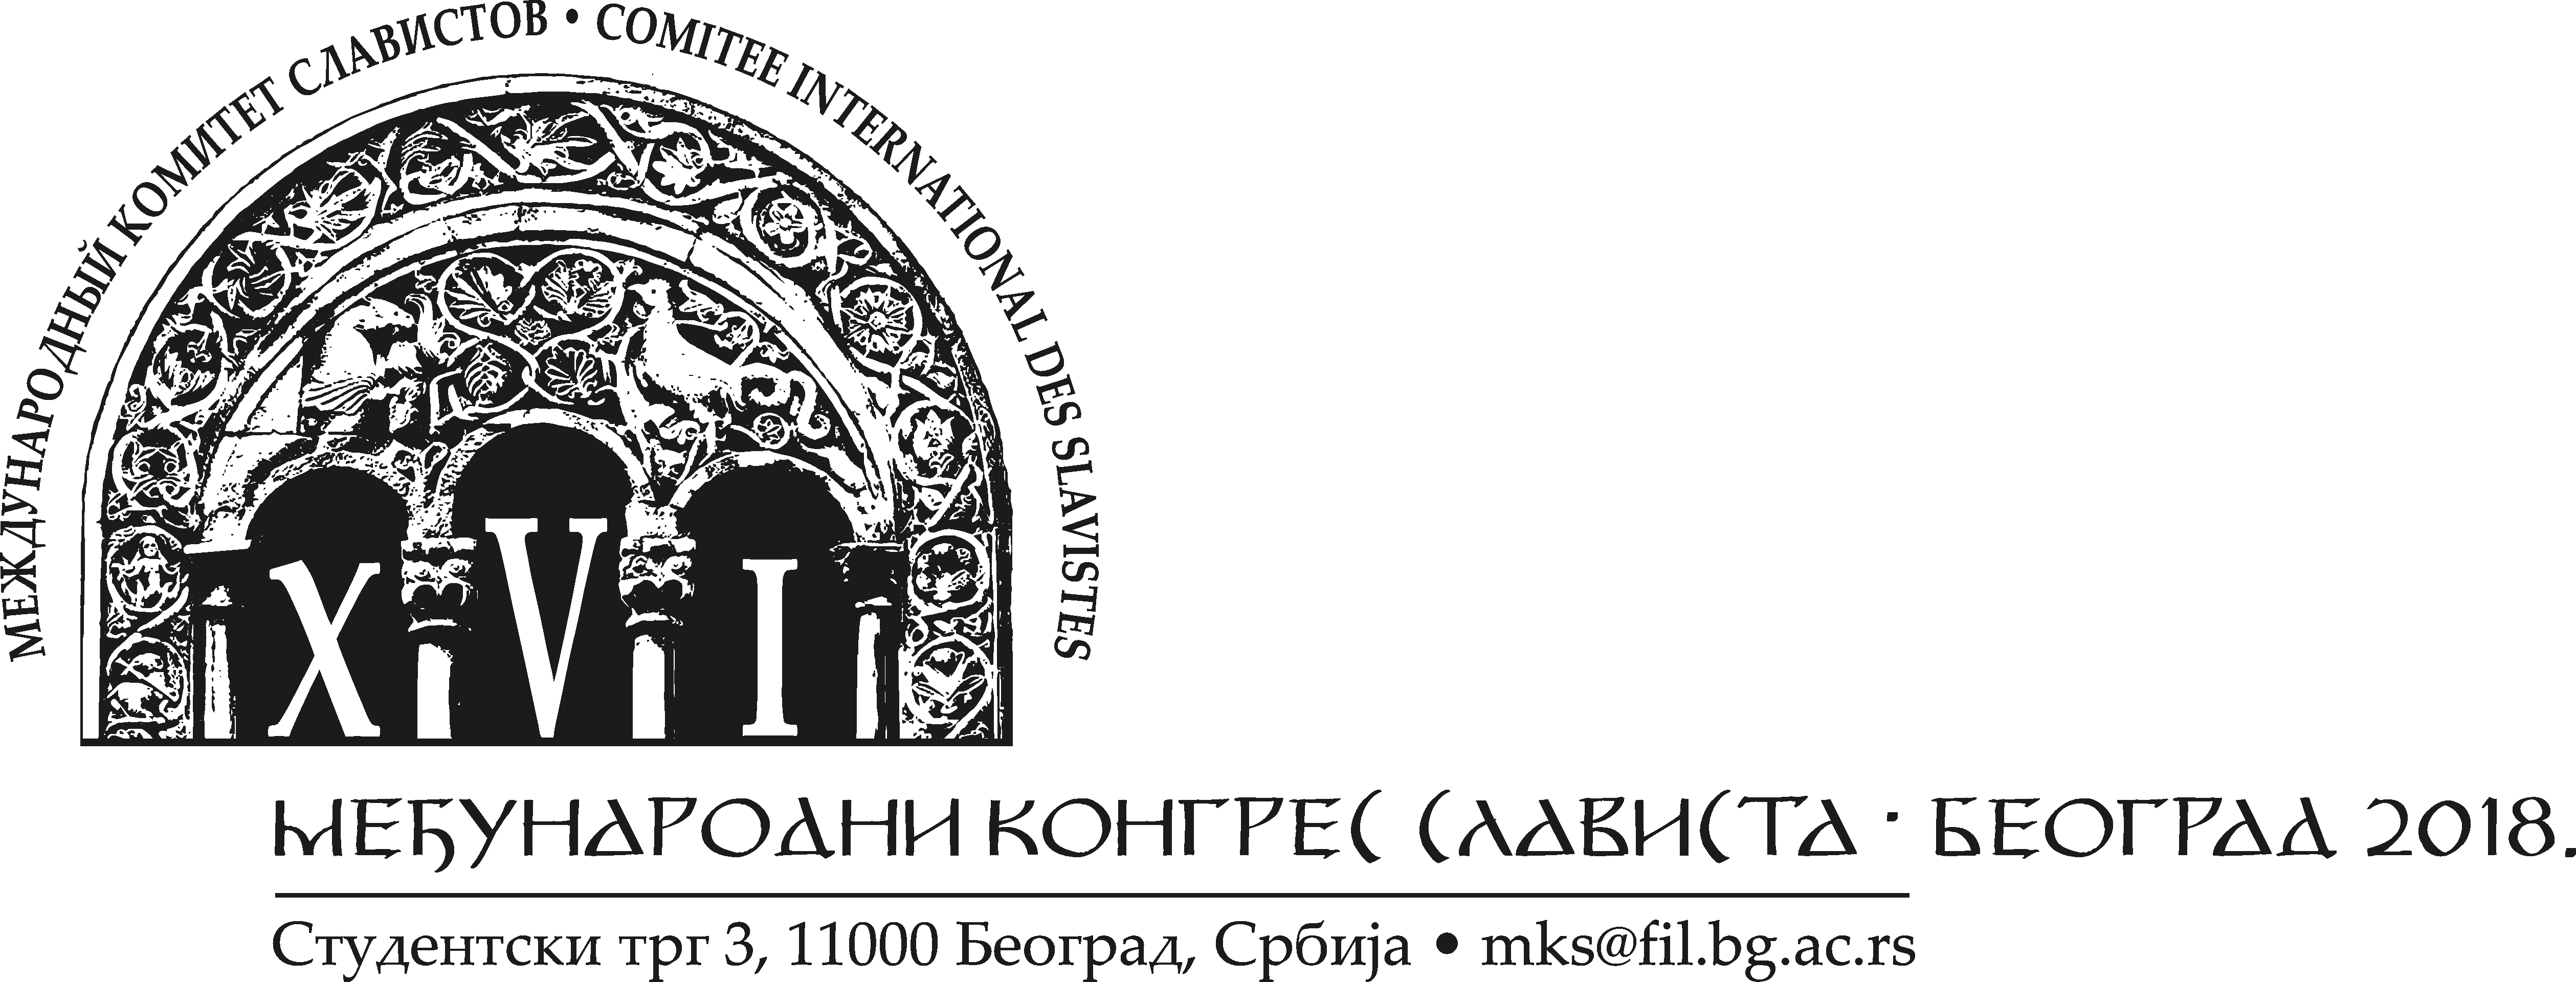 МЕЖДУНАРОДНЫЙ КОМИТЕТ СЛАВИСТОВ • COMITEE INTERNATIONAL DES SLAVISTES
XVI
МЕЂУНАРОДНИ КОНГРЕС СЛАВИСТА · БЕОГРАД 2018.
Студентски трг 3, 11000 Београд, Србија • mks@fil.bg.ac.rs